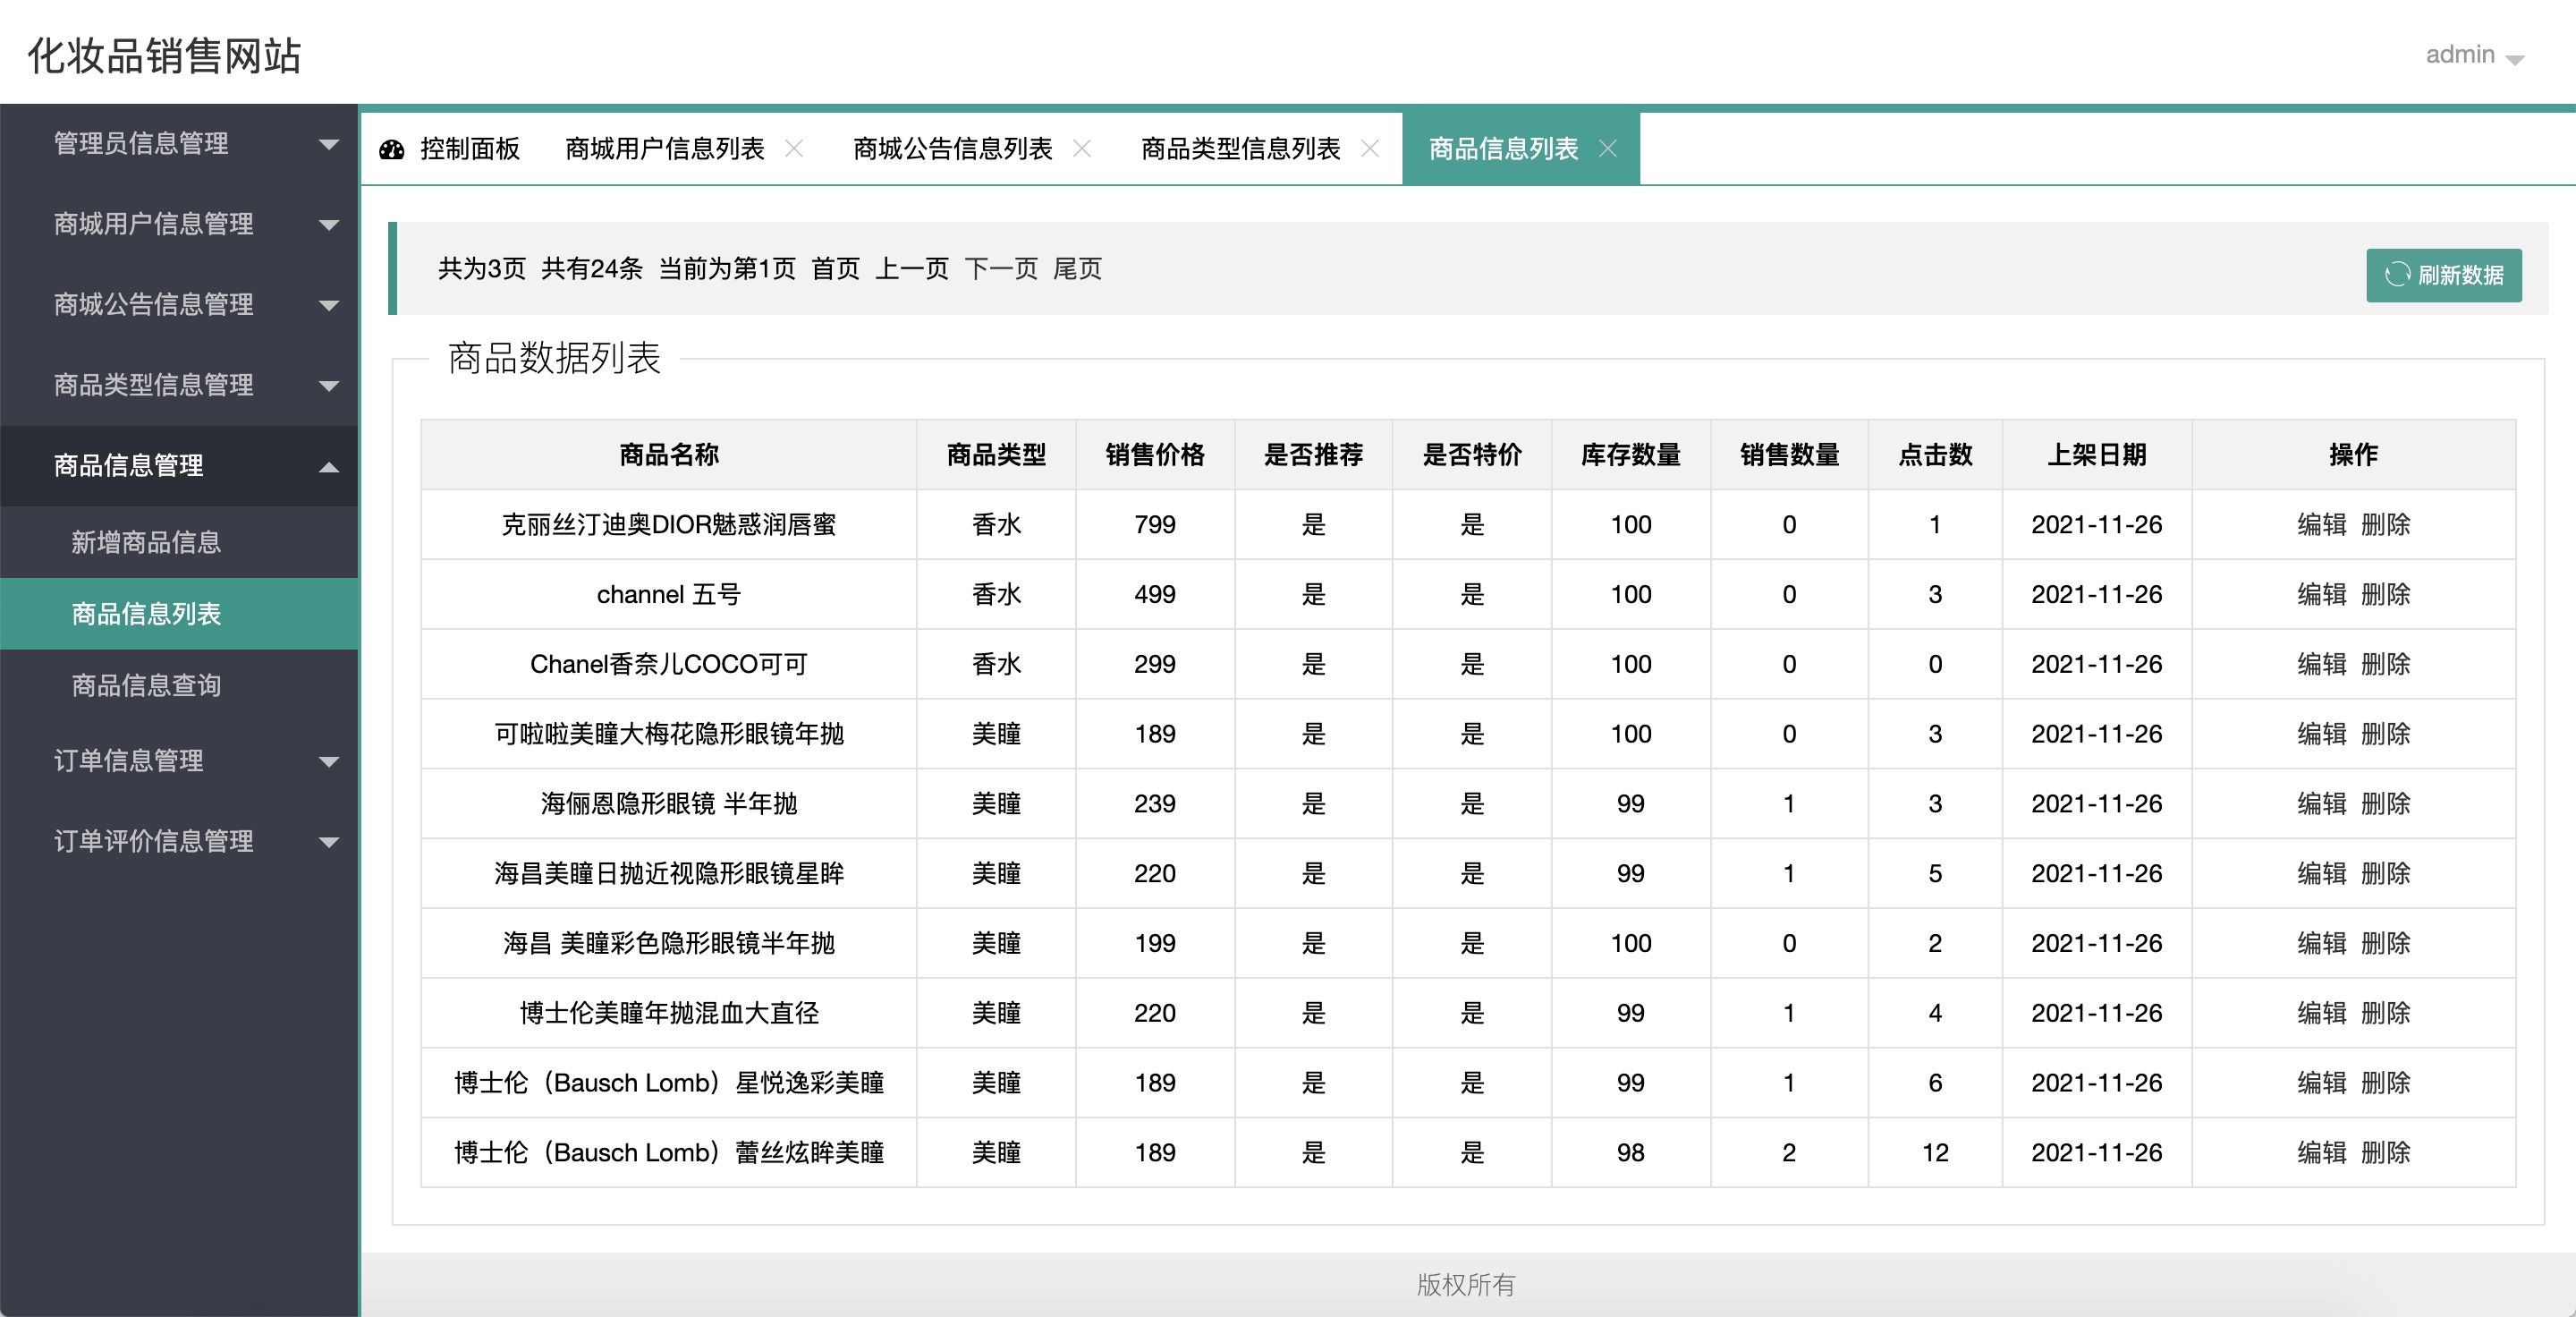 化妆品销售网站
admin
管理员信息管理
商城用户信息管理
商城公告信息管理
商品类型信息管理
商品信息管理
新增商品信息
商品信息列表
商品信息查询
订单信息管理
订单评价信息管理
控制面板 商城用户信息列表 商城公告信息列表 商品类型信息列表 商品信息列表
共为3页 共有24条 当前为第1页 首页 上一页 下一页 尾页
刷新数据
商品数据列表
商品名称 商品类型 销售价格 是否推荐 是否特价 库存数量 销售数量 点击数 上架日期 操作
克丽丝汀迪奥DIOR魅惑润唇蜜 香水 799 是 是 100 0 1 2021-11-26 编辑 删除
channel 五号 香水 499 是 是 100 0 3 2021-11-26 编辑 删除
Chanel香奈儿COCO可可 香水 299 是 是 100 0 0 2021-11-26 编辑 删除
可啦啦美瞳大梅花隐形眼镜年抛 美瞳 189 是 是 100 0 3 2021-11-26 编辑 删除
海俪恩隐形眼镜 半年抛 美瞳 239 是 是 99 1 3 2021-11-26 编辑 删除
海昌美瞳日抛近视隐形眼镜星眸 美瞳 220 是 是 99 1 5 2021-11-26 编辑 删除
海昌 美瞳彩色隐形眼镜半年抛 美瞳 199 是 是 100 0 2 2021-11-26 编辑 删除
博士伦美瞳年抛混血大直径 美瞳 220 是 是 99 1 4 2021-11-26 编辑 删除
博士伦（Bausch Lomb）星悦逸彩美瞳 美瞳 189 是 是 99 1 6 2021-11-26 编辑 删除
博士伦（Bausch Lomb）蕾丝炫眸美瞳 美瞳 189 是 是 98 2 12 2021-11-26 编辑 删除
版权所有